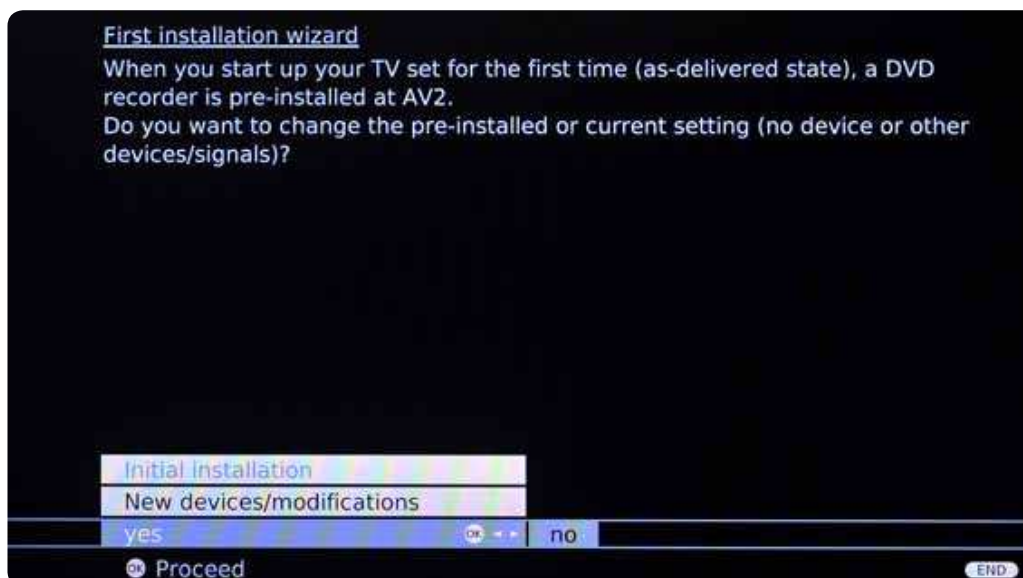 First installation wizard
When you start up your TV set for the first time (as-delivered state), a DVD
recorder is pre-installed at AV2.
Do you want to change the pre-installed or current setting (no device or other
devices/signals)?
Initial installation
New devices/modifications
yes OK no
OK Proceed END